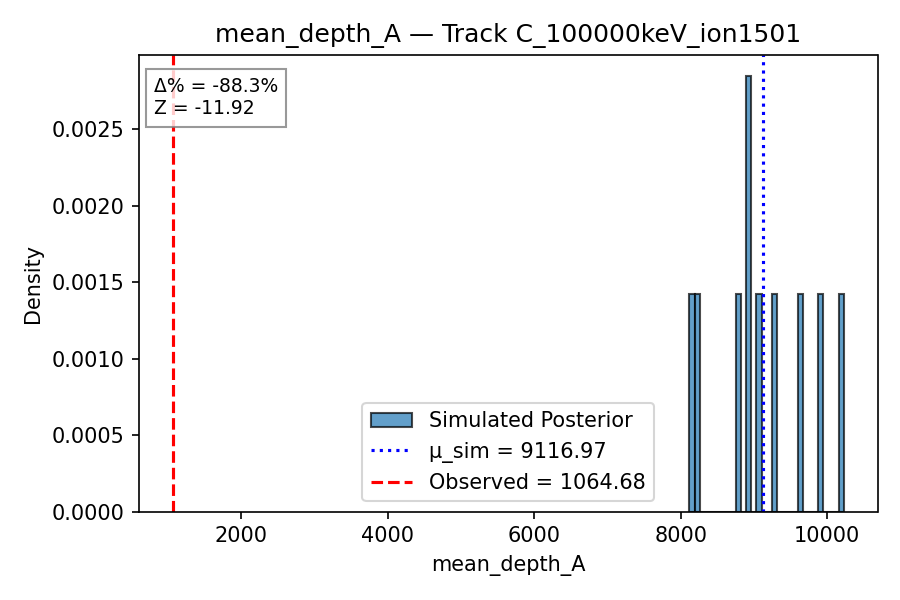 mean_depth_A — Track C_100000keV_ion1501
Δ% = -88.3%
Z = -11.92
Density
0.0025
0.0020
0.0015
0.0010
0.0005
0.0000
Simulated Posterior
μ_sim = 9116.97
Observed = 1064.68
2000 4000 6000 8000 10000
mean_depth_A